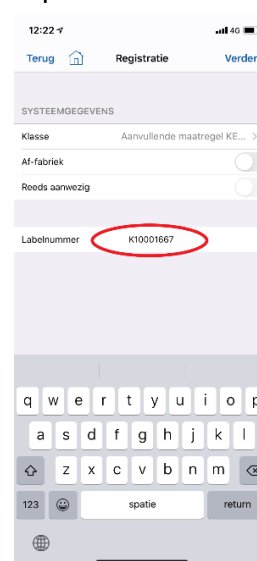 12:22 4G
Terug Registratie Verder
SYSTEEMGEGEVENS
Klasse Aanvullende maatregel KE...
Af-fabriek
Reeds aanwezig
Labelnummer K10001667
q w e r t y u i o p
a s d f g h j k l
z x c v b n m
123 spatie return